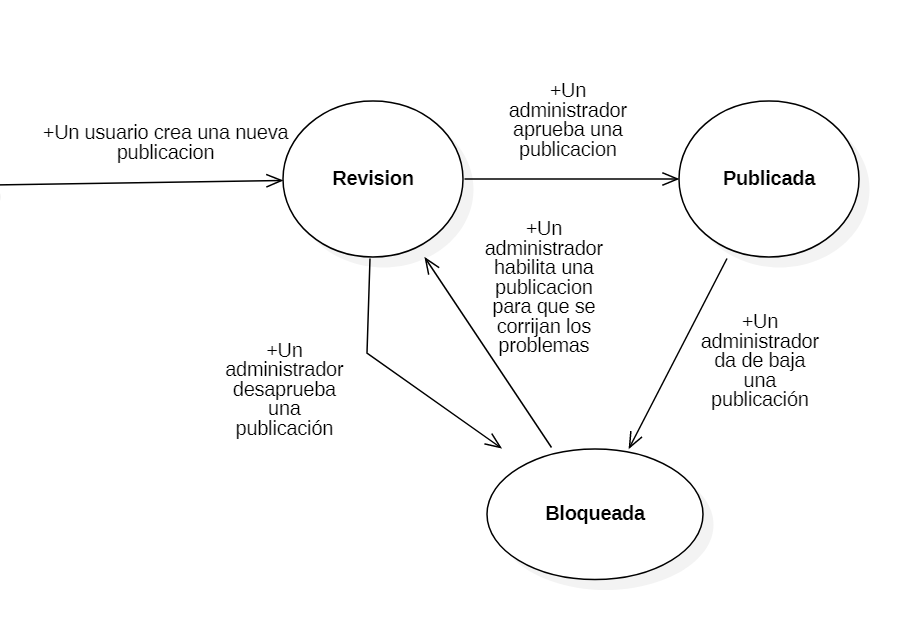 +Un usuario crea una nueva
publicacion
Revision
+Un
administrador
aprueba una
publicacion
Publicada
+Un
administrador
habilita una
publicacion
para que se
corrijan los
problemas
+Un
administrador
desaprueba
una
publicación
+Un
administrador
da de baja
una
publicación
Bloqueada